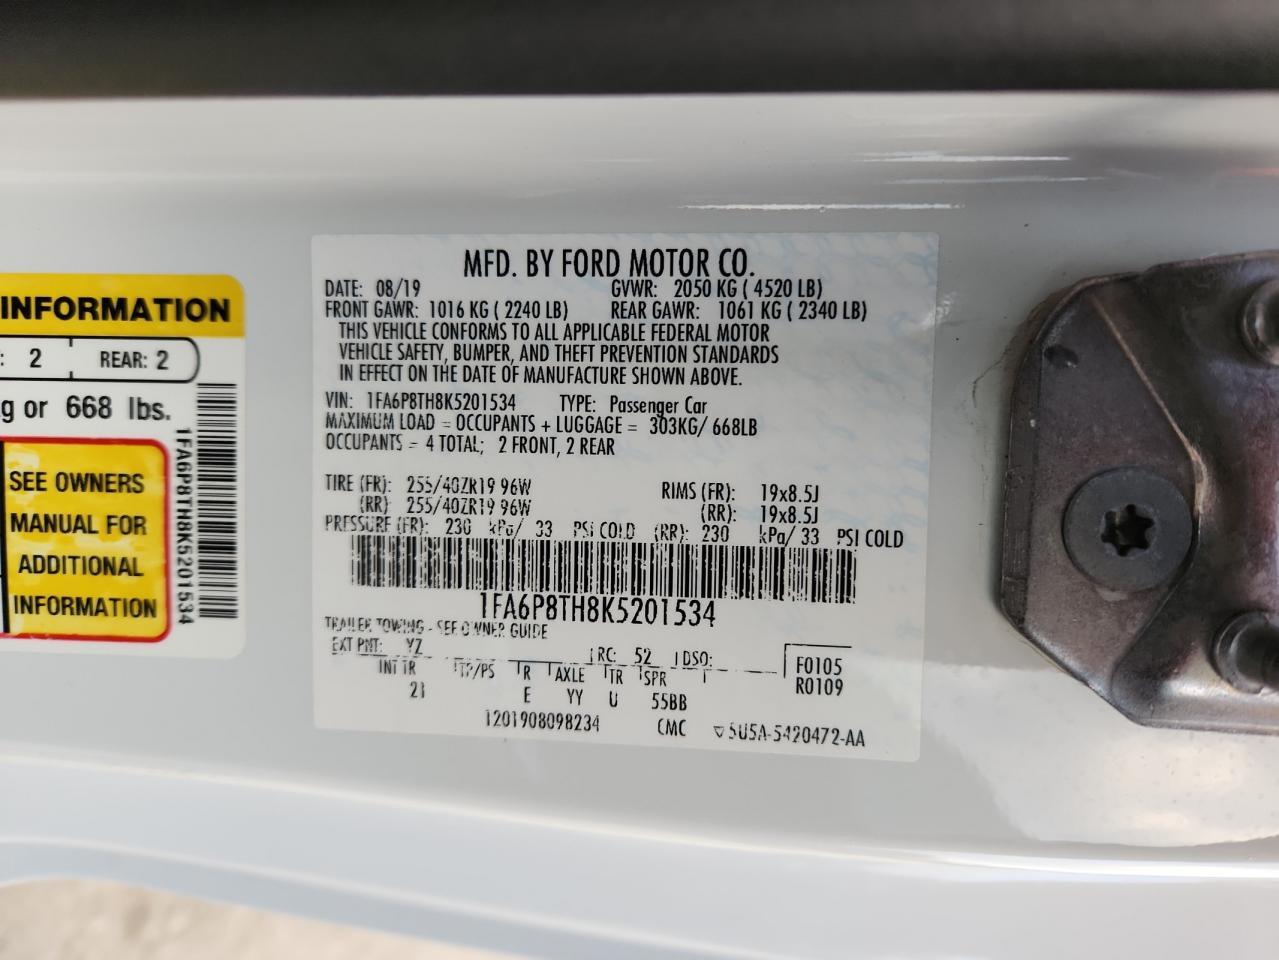 INFORMATION
: 2 REAR: 2
g or 668 lbs.
SEE OWNERS
MANUAL FOR
ADDITIONAL
INFORMATION
1FA6P8TH8K5201534
MFD. BY FORD MOTOR CO.
DATE: 08/19 GVWR: 2050 KG ( 4520 LB)
FRONT GAWR: 1016 KG ( 2240 LB) REAR GAWR: 1061 KG ( 2340 LB)
THIS VEHICLE CONFORMS TO ALL APPLICABLE FEDERAL MOTOR
VEHICLE SAFETY, BUMPER, AND THEFT PREVENTION STANDARDS
IN EFFECT ON THE DATE OF MANUFACTURE SHOWN ABOVE.
VIN: 1FA6P8TH8K5201534 TYPE: Passenger Car
MAXIMUM LOAD = OCCUPANTS + LUGGAGE = 303KG/ 668LB
OCCUPANTS = 4 TOTAL; 2 FRONT, 2 REAR
TIRE (FR): 255/40ZR19 96W RIMS (FR): 19x8.5J
(RR) 255/40ZR19 96W (RR): 19x8.5J
PRESSURE (FR): 230 kPa/ 33 PSI COLD (RR): 230 kPa/ 33 PSI COLD
1FA6P8TH8K5201534
TRAILER TOWING - SEE OWNER GUIDE
EXT PNT: YZ RC: 52 DSO: F0105
INT TR TP/PS R AXLE TR SPR R0109
21 E YY U 55BB
1201908098234 CMC 5U5A-5420472-AA